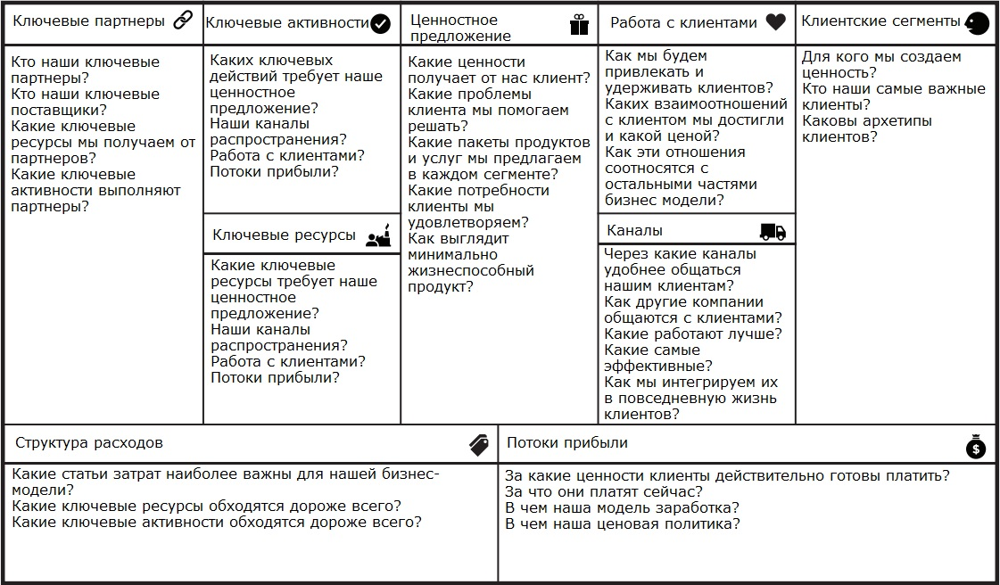 Ключевые партнеры
Кто наши ключевые
партнеры?
Кто наши ключевые
поставщики?
Какие ключевые
ресурсы мы получаем от
партнеров?
Какие ключевые
активности выполняют
партнеры?
Ключевые активности
Каких ключевых
действий требует наше
ценностное
предложение?
Наши каналы
распространения?
Работа с клиентами?
Потоки прибыли?
Ключевые ресурсы
Какие ключевые
ресурсы требует наше
ценностное
предложение?
Наши каналы
распространения?
Работа с клиентами?
Потоки прибыли?
Ценностное
предложение
Какие ценности
получает от нас клиент?
Какие проблемы
клиента мы помогаем
решать?
Какие пакеты продуктов
и услуг мы предлагаем
в каждом сегменте?
Какие потребности
клиенты мы
удовлетворяем?
Как выглядит
минимально
жизнеспособный
продукт?
Работа с клиентами
Как мы будем
привлекать и
удерживать клиентов?
Каких взаимоотношений
с клиентом мы достигли
и какой ценой?
Как эти отношения
соотносятся с
остальными частями
бизнес модели?
Каналы
Через какие каналы
удобнее общаться
нашим клиентам?
Как другие компании
общаются с клиентами?
Какие работают лучше?
Какие самые
эффективные?
Как мы интегрируем их
в повседневную жизнь
клиентов?
Клиентские сегменты
Для кого мы создаем
ценность?
Кто наши самые важные
клиенты?
Каковы архетипы
клиентов?
Структура расходов
Какие статьи затрат наиболее важны для нашей бизнес-
модели?
Какие ключевые ресурсы обходятся дороже всего?
Какие ключевые активности обходятся дороже всего?
Потоки прибыли
$
За какие ценности клиенты действительно готовы платить?
За что они платят сейчас?
В чем наша модель заработка?
В чем наша ценовая политика?